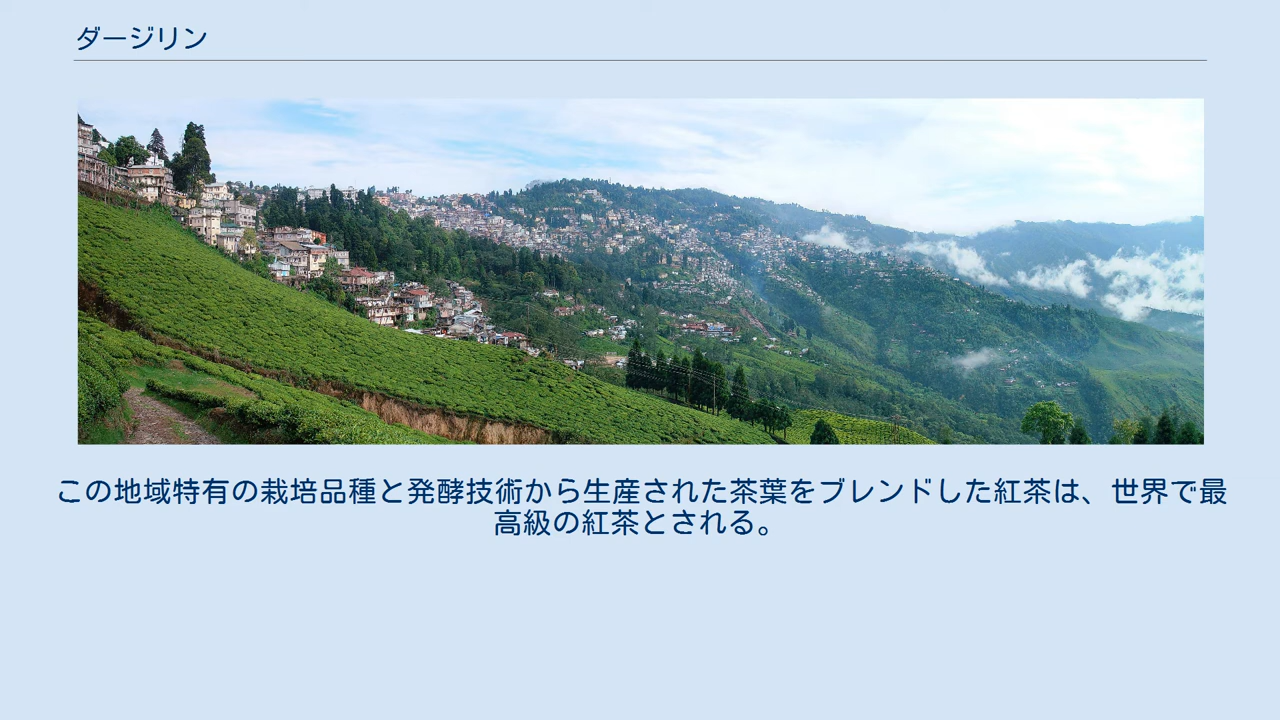 ダージリン
この地域特有の栽培品種と発酵技術から生産された茶葉をブレンドした紅茶は、世界で最
高級の紅茶とされる。